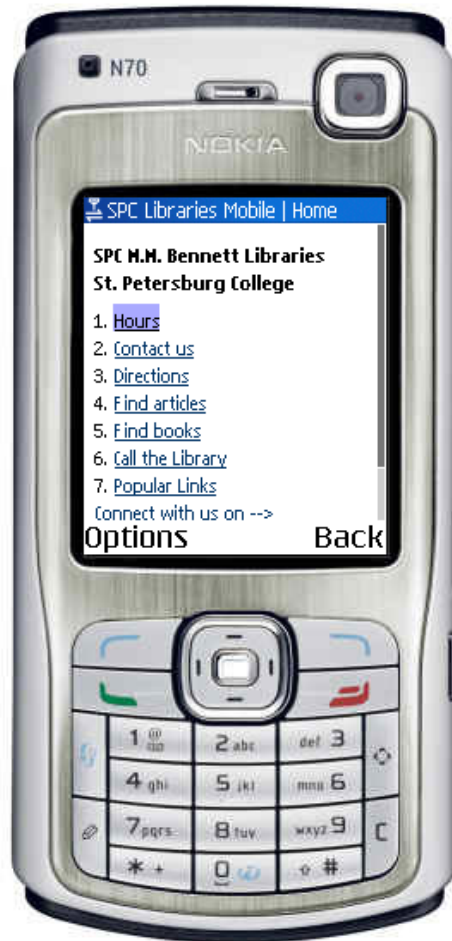 N70
NOKIA
SPC Libraries Mobile | Home
SPC M.M. Bennett Libraries
St. Petersburg College
1. Hours
2. Contact us
3. Directions
4. Find articles
5. Find books
6. Call the Library
7. Popular Links
Connect with us on -->
Options Back
1 @ 2 abc def 3
4 ghi 5 jkl mno 6
7 pqrs 8 tuv wxyz 9 C
* + 0 #